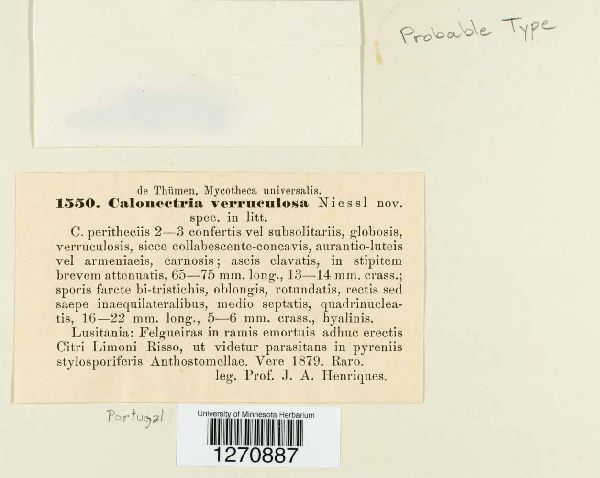 Probable Type
de Thümen, Mycotheca universalis.
1550. Calonectria verruculosa Niessl nov.
spec. in litt.
C. peritheciis 2—3 confertis vel subsolitariis, globosis,
verruculosis, sicce collabescente-concavis, aurantio-luteis
vel armeniaeis, carnosis; ascis clavatis, in stipitem
brevem attenuatis, 65—75 mm. long., 13—14 mm. crass.;
sporis farcte bi-tristichis, oblongis, rotundatis, rectis sed
saepe inaequilateralibus, medio septatis, quadrinuclea-
tis, 16—22 mm. long., 5—6 mm. crass., hyalinis.
Lusitania: Felgueiras in ramis emortuis adhuc erectis
Citri Limoni Risso, ut videtur parasitans in pyreniis
stylosporiferis Anthostomellae. Vere 1879. Raro.
leg. Prof. J. A. Henriques.
Portugal
University of Minnesota Herbarium
1270887